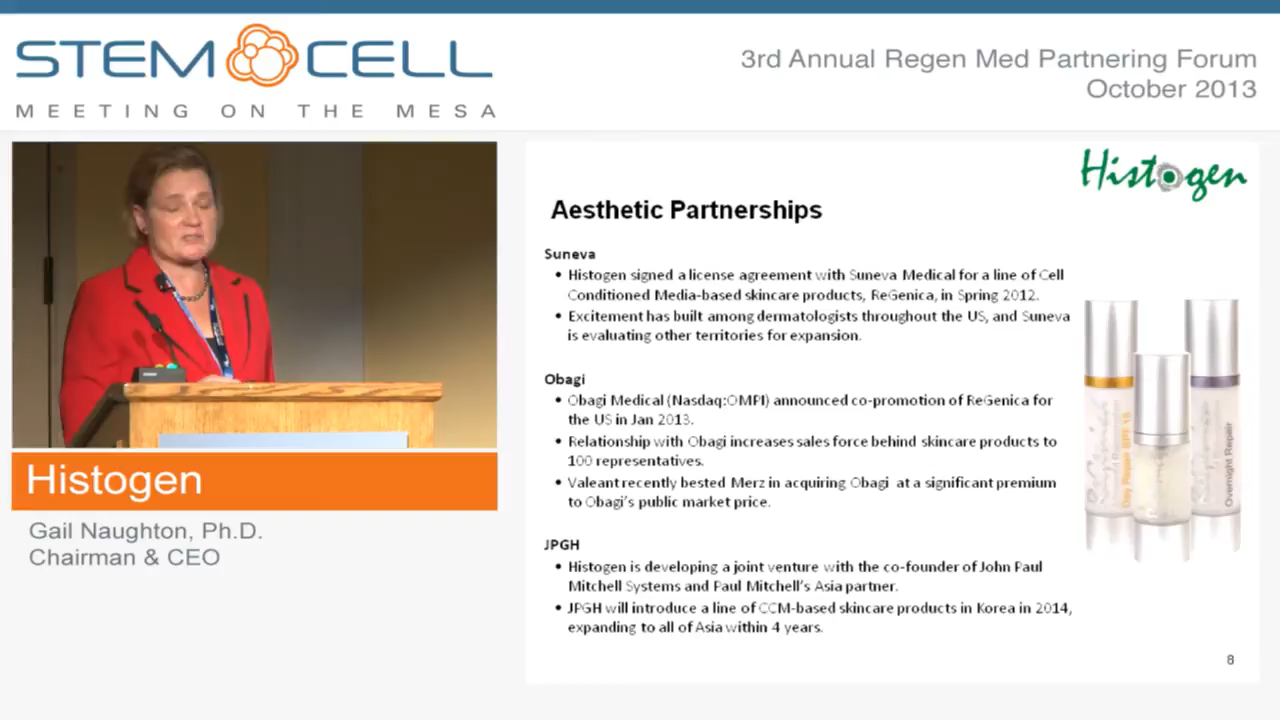 STEM CELL
MEETING ON THE MESA
3rd Annual Regen Med Partnering Forum
October 2013
Histogen
Gail Naughton, Ph.D.
Chairman & CEO
Histogen
Aesthetic Partnerships
Suneva
• Histogen signed a license agreement with Suneva Medical for a line of Cell
Conditioned Media-based skincare products, ReGenica, in Spring 2012.
• Excitement has built among dermatologists throughout the US, and Suneva
is evaluating other territories for expansion.
Obagi
• Obagi Medical (Nasdaq:OMPI) announced co-promotion of ReGenica for
the US in Jan 2013.
• Relationship with Obagi increases sales force behind skincare products to
100 representatives.
• Valeant recently bested Merz in acquiring Obagi at a significant premium
to Obagi's public market price.
JPGH
• Histogen is developing a joint venture with the co-founder of John Paul
Mitchell Systems and Paul Mitchell's Asia partner.
• JPGH will introduce a line of CCM-based skincare products in Korea in 2014,
expanding to all of Asia within 4 years.
Day Repair SPF 15
Overnight Repair
8